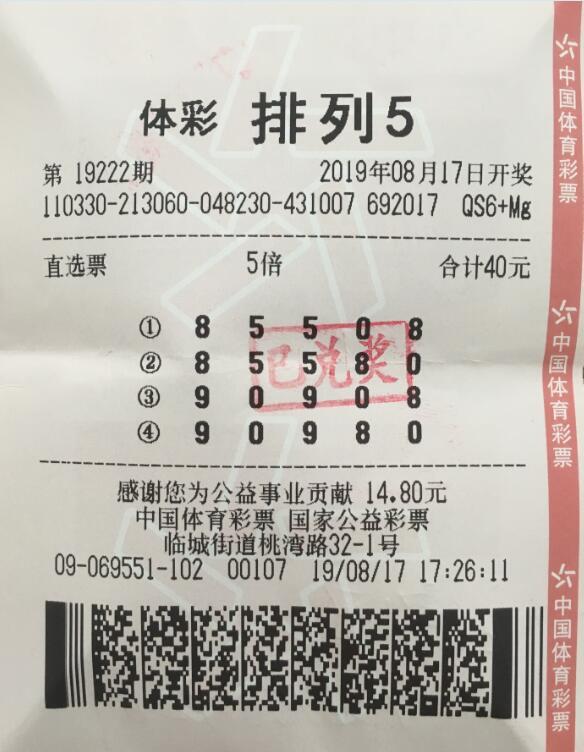 体彩 排列5
第 19222期 2019年08月17日开奖
110330-213060-048230-431007 692017 QS6+Mg
直选票 5倍 合计40元
① 8 5 5 0 8
② 8 5 5 8 0
③ 9 0 9 0 8
④ 9 0 9 8 0
已兑奖
感谢您为公益事业贡献 14.80元
中国体育彩票 国家公益彩票
临城街道桃湾路32-1号
09-069551-102 00107 19/08/17 17:26:11
中国体育彩票
中国体育彩票
中国体育彩票